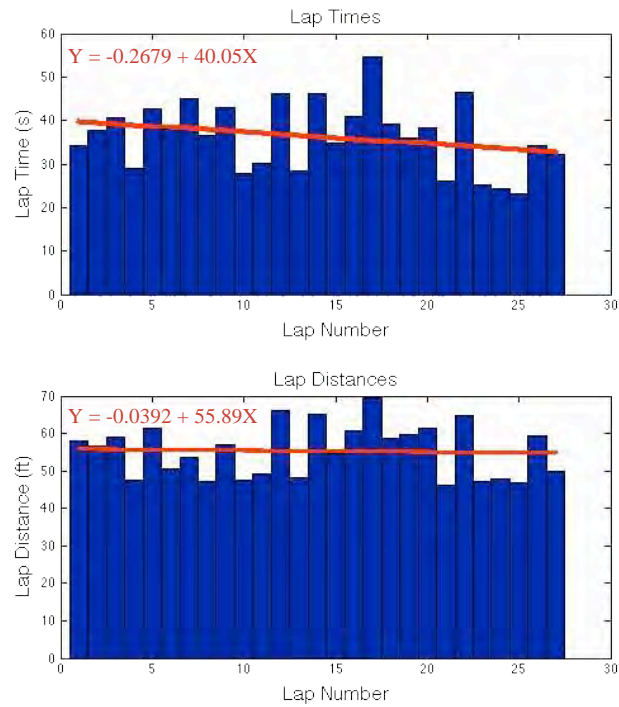 Lap Times
Y = -0.2679 + 40.05X
60
50
40
30
20
10
0
Lap Time (s)
0 5 10 15 20 25 30
Lap Number
Lap Distances
Y = -0.0392 + 55.89X
70
60
50
40
30
20
10
0
Lap Distance (ft)
0 5 10 15 20 25 30
Lap Number